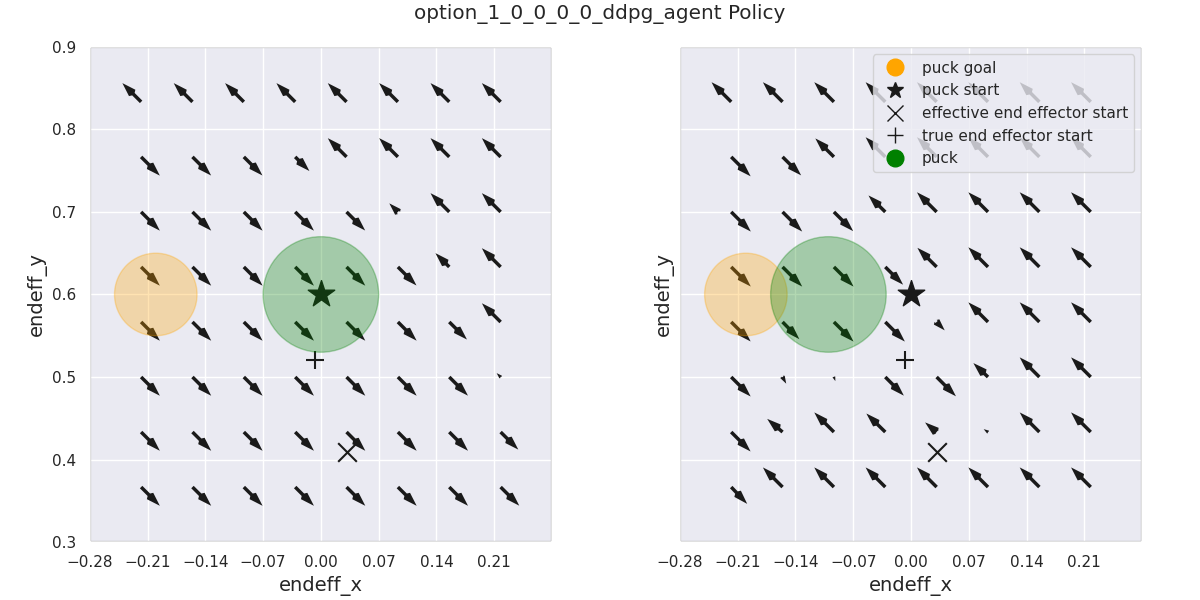 option_1_0_0_0_0_ddpg_agent Policy
endeff_y
0.9
0.8
0.7
0.6
0.5
0.4
0.3
−0.28 −0.21 −0.14 −0.07 0.00 0.07 0.14 0.21
endeff_x
endeff_y
puck goal
puck start
effective end effector start
true end effector start
puck
−0.28 −0.21 −0.14 −0.07 0.00 0.07 0.14 0.21
endeff_x